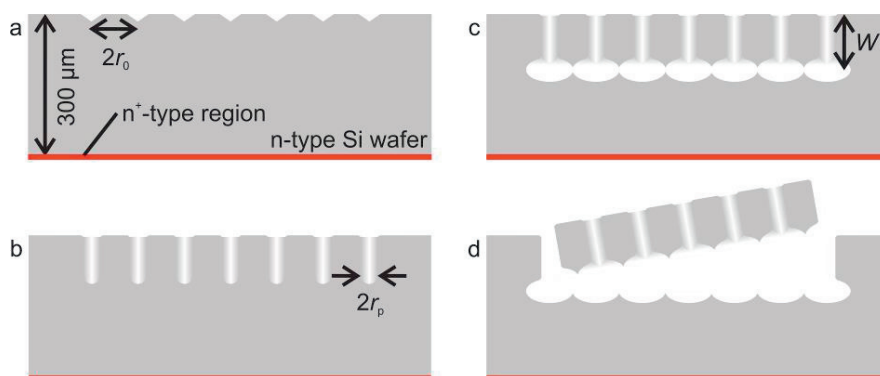 a
2r₀
300 µm
n⁺-type region
n-type Si wafer
b
2rₚ
c
W
d